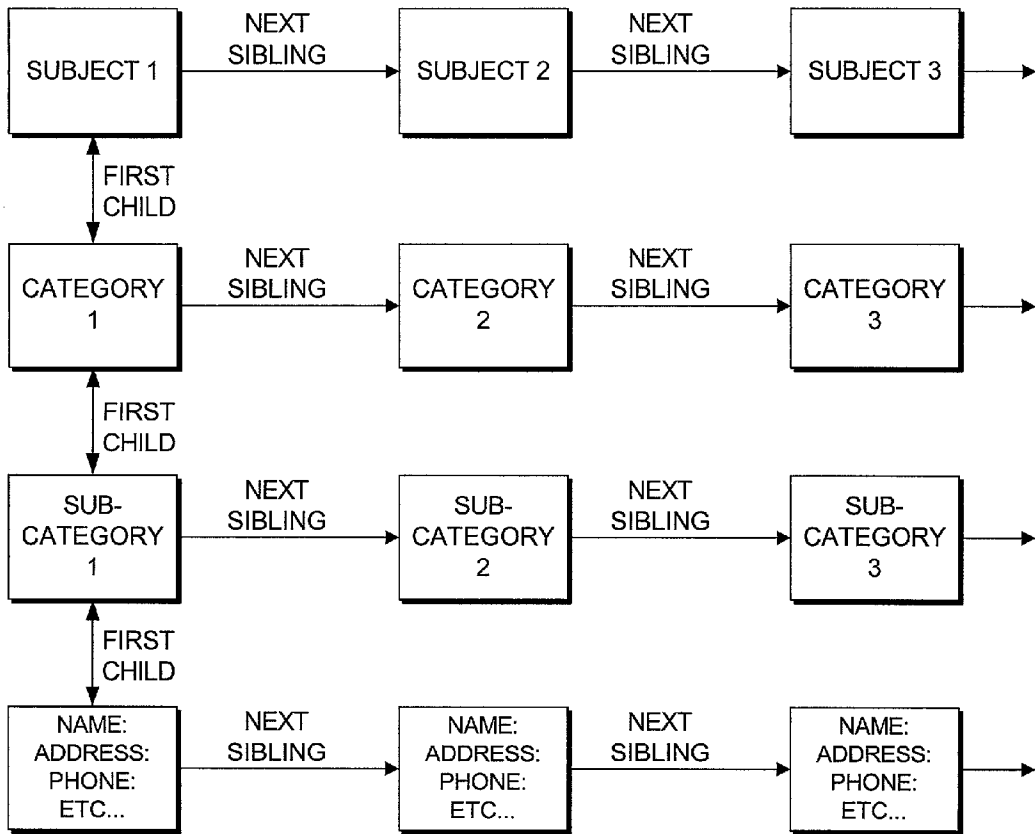 SUBJECT 1
NEXT
SIBLING
SUBJECT 2
NEXT
SIBLING
SUBJECT 3
FIRST
CHILD
CATEGORY
1
NEXT
SIBLING
CATEGORY
2
NEXT
SIBLING
CATEGORY
3
FIRST
CHILD
SUB-
CATEGORY
1
NEXT
SIBLING
SUB-
CATEGORY
2
NEXT
SIBLING
SUB-
CATEGORY
3
FIRST
CHILD
NAME:
ADDRESS:
PHONE:
ETC...
NEXT
SIBLING
NAME:
ADDRESS:
PHONE:
ETC...
NEXT
SIBLING
NAME:
ADDRESS:
PHONE:
ETC...